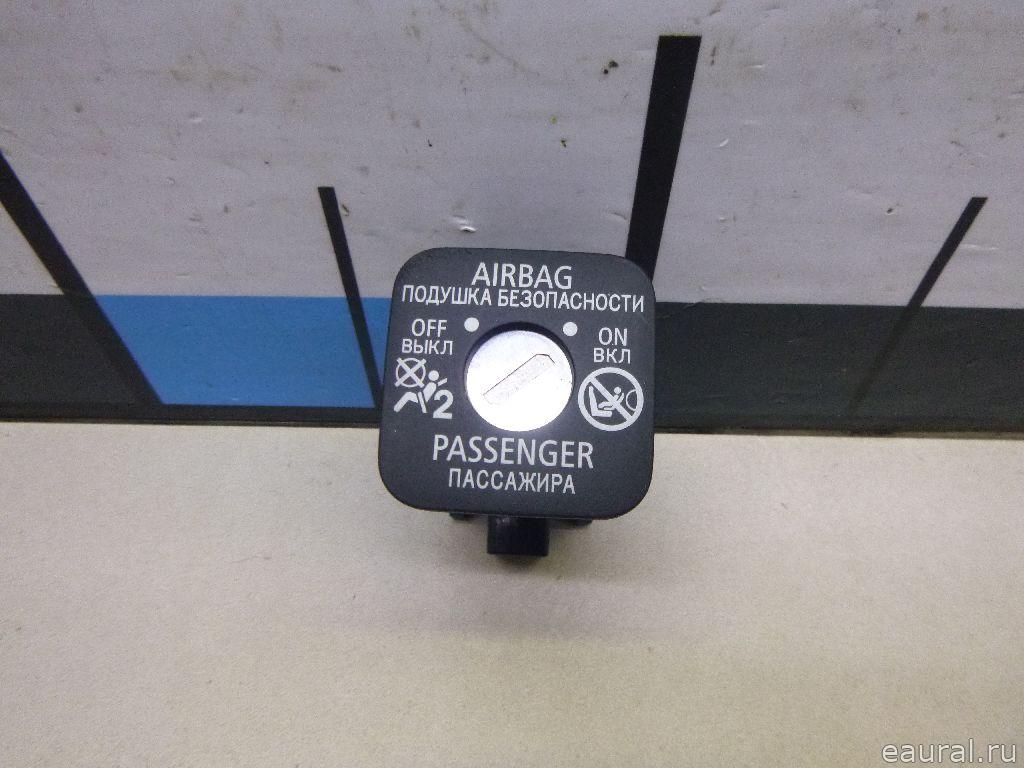 AIRBAG
ПОДУШКА БЕЗОПАСНОСТИ
OFF
ВЫКЛ
ON
ВКЛ
2
PASSENGER
ПАССАЖИРА
eaural.ru